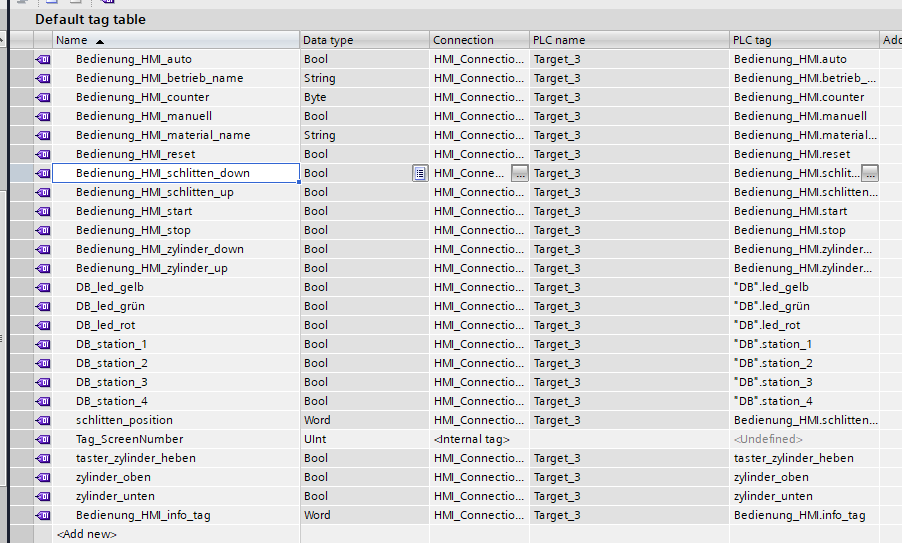 Default tag table
Name Data type Connection PLC name PLC tag Add
Bedienung_HMI_auto Bool HMI_Connectio... Target_3 Bedienung_HMI.auto
Bedienung_HMI_betrieb_name String HMI_Connectio... Target_3 Bedienung_HMI.betrieb_...
Bedienung_HMI_counter Byte HMI_Connectio... Target_3 Bedienung_HMI.counter
Bedienung_HMI_manuell Bool HMI_Connectio... Target_3 Bedienung_HMI.manuell
Bedienung_HMI_material_name String HMI_Connectio... Target_3 Bedienung_HMI.material...
Bedienung_HMI_reset Bool HMI_Connectio... Target_3 Bedienung_HMI.reset
Bedienung_HMI_schlitten_down Bool HMI_Conne... ... Target_3 Bedienung_HMI.schlit... ...
Bedienung_HMI_schlitten_up Bool HMI_Connectio... Target_3 Bedienung_HMI.schlitten...
Bedienung_HMI_start Bool HMI_Connectio... Target_3 Bedienung_HMI.start
Bedienung_HMI_stop Bool HMI_Connectio... Target_3 Bedienung_HMI.stop
Bedienung_HMI_zylinder_down Bool HMI_Connectio... Target_3 Bedienung_HMI.zylinder...
Bedienung_HMI_zylinder_up Bool HMI_Connectio... Target_3 Bedienung_HMI.zylinder...
DB_led_gelb Bool HMI_Connectio... Target_3 "DB".led_gelb
DB_led_grün Bool HMI_Connectio... Target_3 "DB".led_grün
DB_led_rot Bool HMI_Connectio... Target_3 "DB".led_rot
DB_station_1 Bool HMI_Connectio... Target_3 "DB".station_1
DB_station_2 Bool HMI_Connectio... Target_3 "DB".station_2
DB_station_3 Bool HMI_Connectio... Target_3 "DB".station_3
DB_station_4 Bool HMI_Connectio... Target_3 "DB".station_4
schlitten_position Word HMI_Connectio... Target_3 Bedienung_HMI.schlitten...
Tag_ScreenNumber UInt <Internal tag> <Undefined>
taster_zylinder_heben Bool HMI_Connectio... Target_3 taster_zylinder_heben
zylinder_oben Bool HMI_Connectio... Target_3 zylinder_oben
zylinder_unten Bool HMI_Connectio... Target_3 zylinder_unten
Bedienung_HMI_info_tag Word HMI_Connectio... Target_3 Bedienung_HMI.info_tag
<Add new>